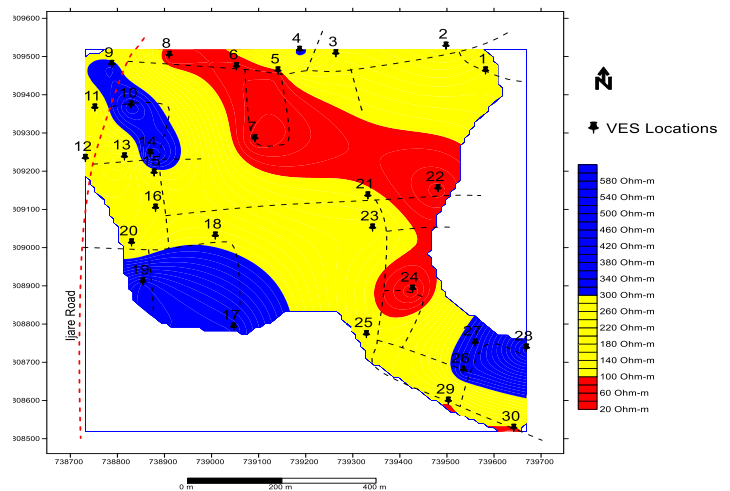 309600
309500
309400
309300
309200
309100
309000
308900
308800
308700
308600
308500
738700 738800 738900 739000 739100 739200 739300 739400 739500 739600 739700
1
2
3
4
5
6
7
8
9
10
11
12
13
14
15
16
17
18
19
20
21
22
23
24
25
26
27
28
29
30
Ijare Road
N
VES Locations
580 Ohm-m
540 Ohm-m
500 Ohm-m
460 Ohm-m
420 Ohm-m
380 Ohm-m
340 Ohm-m
300 Ohm-m
260 Ohm-m
220 Ohm-m
180 Ohm-m
140 Ohm-m
100 Ohm-m
60 Ohm-m
20 Ohm-m
0 m 200 m 400 m